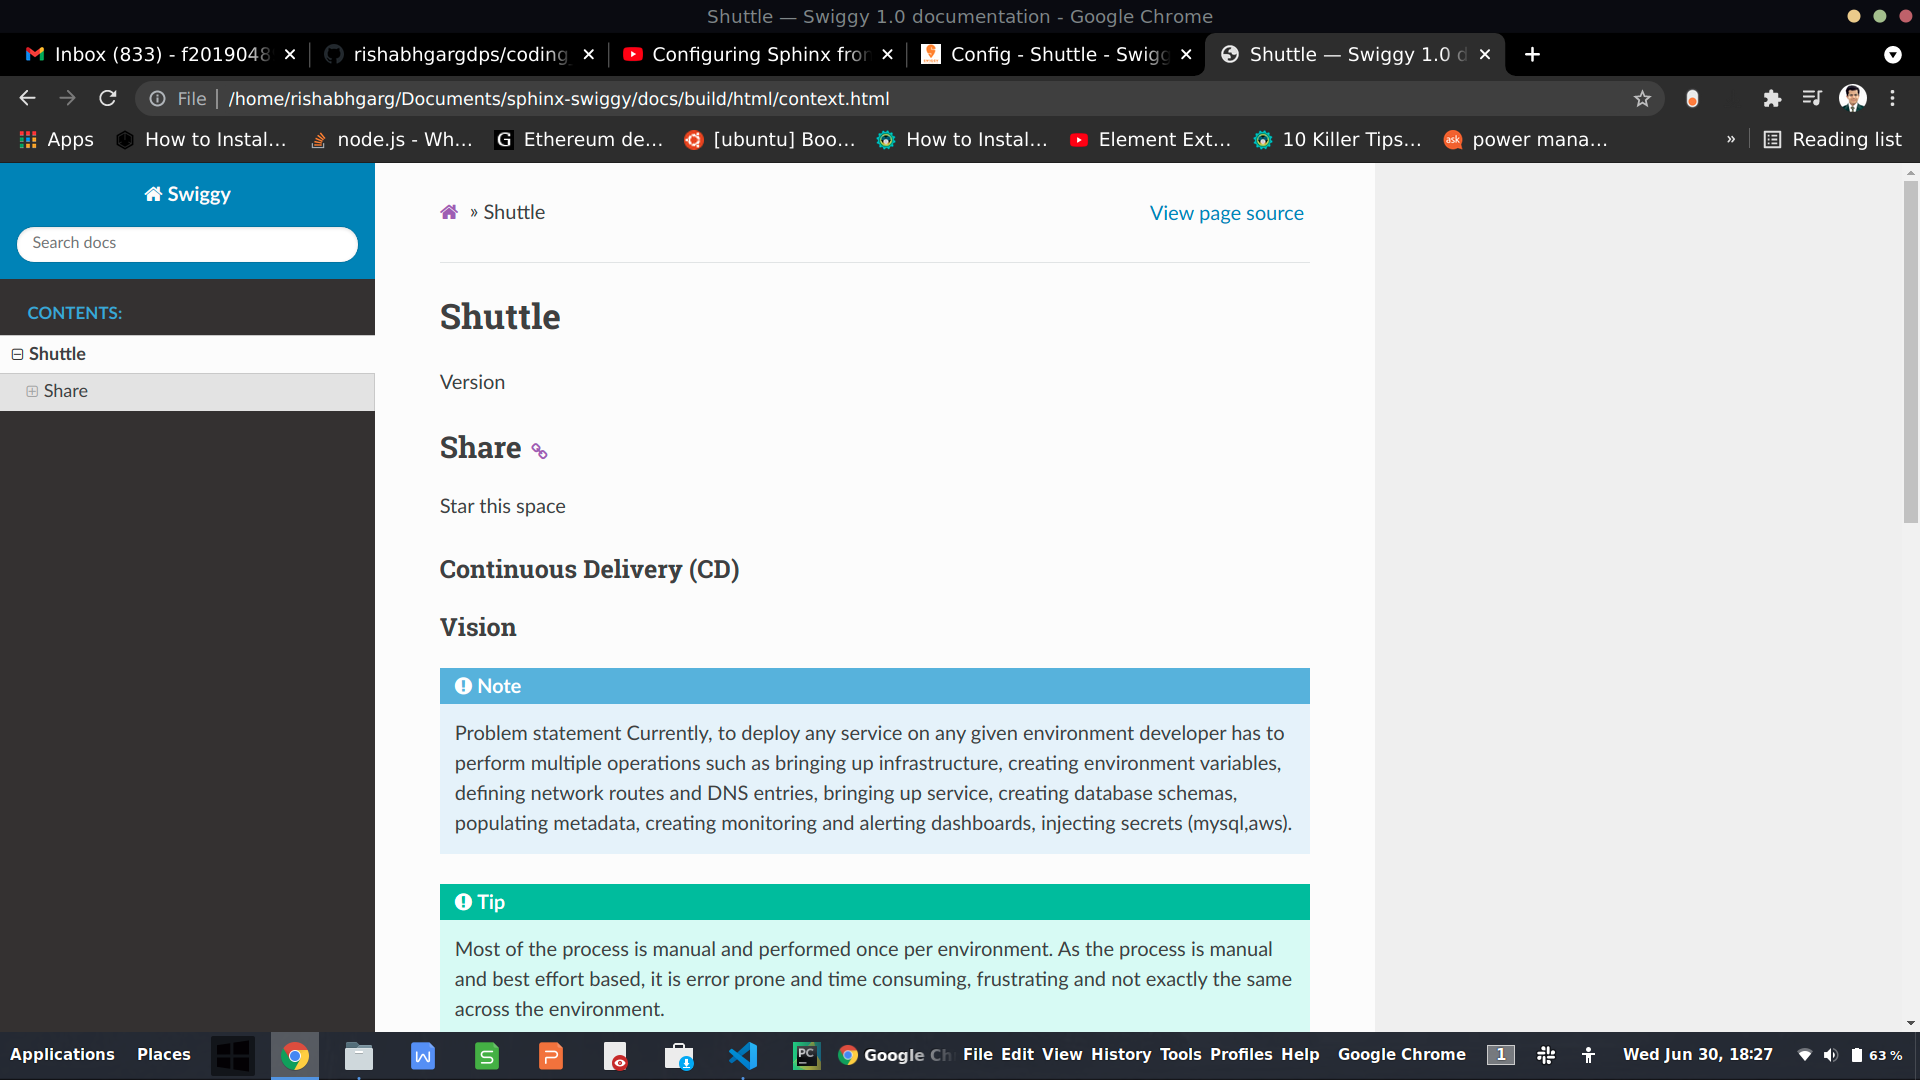 Shuttle — Swiggy 1.0 documentation - Google Chrome
Inbox (833) - f2019048
rishabhgargdps/coding_
Configuring Sphinx fron
Config - Shuttle - Swigg
Shuttle — Swiggy 1.0 d
File | /home/rishabhgarg/Documents/sphinx-swiggy/docs/build/html/context.html
Apps
How to Instal...
node.js - Wh...
Ethereum de...
[ubuntu] Boo...
How to Instal...
Element Ext...
10 Killer Tips...
power mana...
»
Reading list
Swiggy
Search docs
CONTENTS:
Shuttle
Share
» Shuttle
View page source
Shuttle
Version
Share
Star this space
Continuous Delivery (CD)
Vision
Note
Problem statement Currently, to deploy any service on any given environment developer has to
perform multiple operations such as bringing up infrastructure, creating environment variables,
defining network routes and DNS entries, bringing up service, creating database schemas,
populating metadata, creating monitoring and alerting dashboards, injecting secrets (mysql,aws).
Tip
Most of the process is manual and performed once per environment. As the process is manual
and best effort based, it is error prone and time consuming, frustrating and not exactly the same
across the environment.
Applications Places
Google Ch
File Edit View History Tools Profiles Help
Google Chrome
1
Wed Jun 30, 18:27
63 %